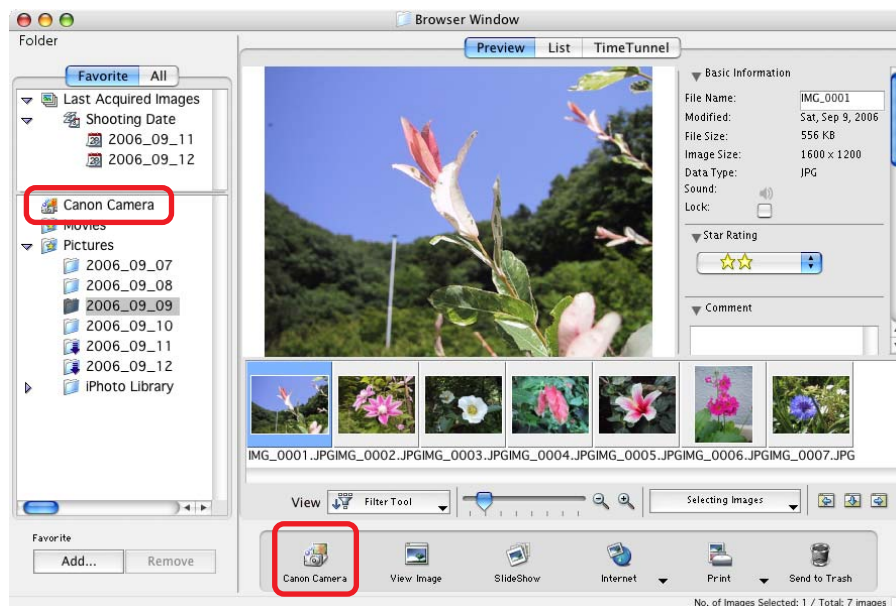 Browser Window
Folder
Favorite All
Last Acquired Images
Shooting Date
2006_09_11
2006_09_12
Canon Camera
Movies
Pictures
2006_09_07
2006_09_08
2006_09_09
2006_09_10
2006_09_11
2006_09_12
iPhoto Library
Favorite
Add... Remove
Preview List TimeTunnel
Basic Information
File Name: IMG_0001
Modified: Sat, Sep 9, 2006
File Size: 556 KB
Image Size: 1600 x 1200
Data Type: JPG
Sound:
Lock:
Star Rating
Comment
IMG_0001.JPG IMG_0002.JPG IMG_0003.JPG IMG_0004.JPG IMG_0005.JPG IMG_0006.JPG IMG_0007.JPG
View Filter Tool Selecting Images
Canon Camera View Image SlideShow Internet Print Send to Trash
No. of Images Selected: 1 / Total: 7 images